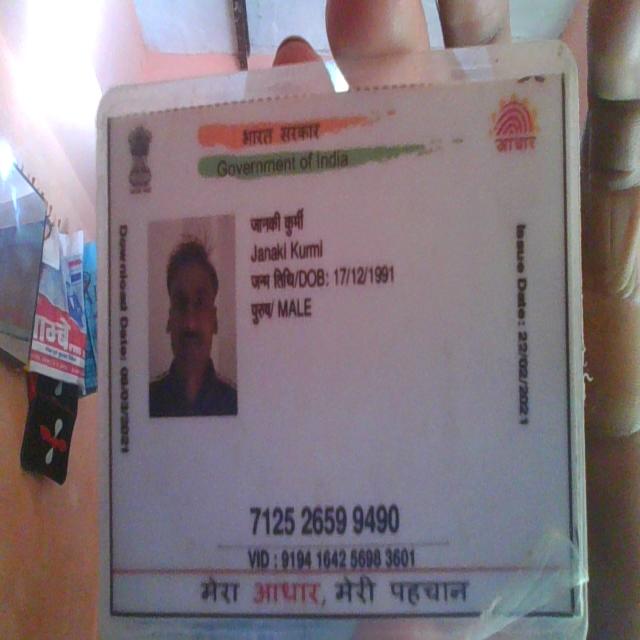 भारत सरकार
Government of India
आधार
Download Date: 08/03/2021
जानकी कुर्मी
Janaki Kurmi
जन्म तिथि/DOB: 17/12/1991
पुरुष/ MALE
Issue Date: 22/02/2021
7125 2659 9490
VID : 9194 1642 5698 3601
मेरा आधार, मेरी पहचान